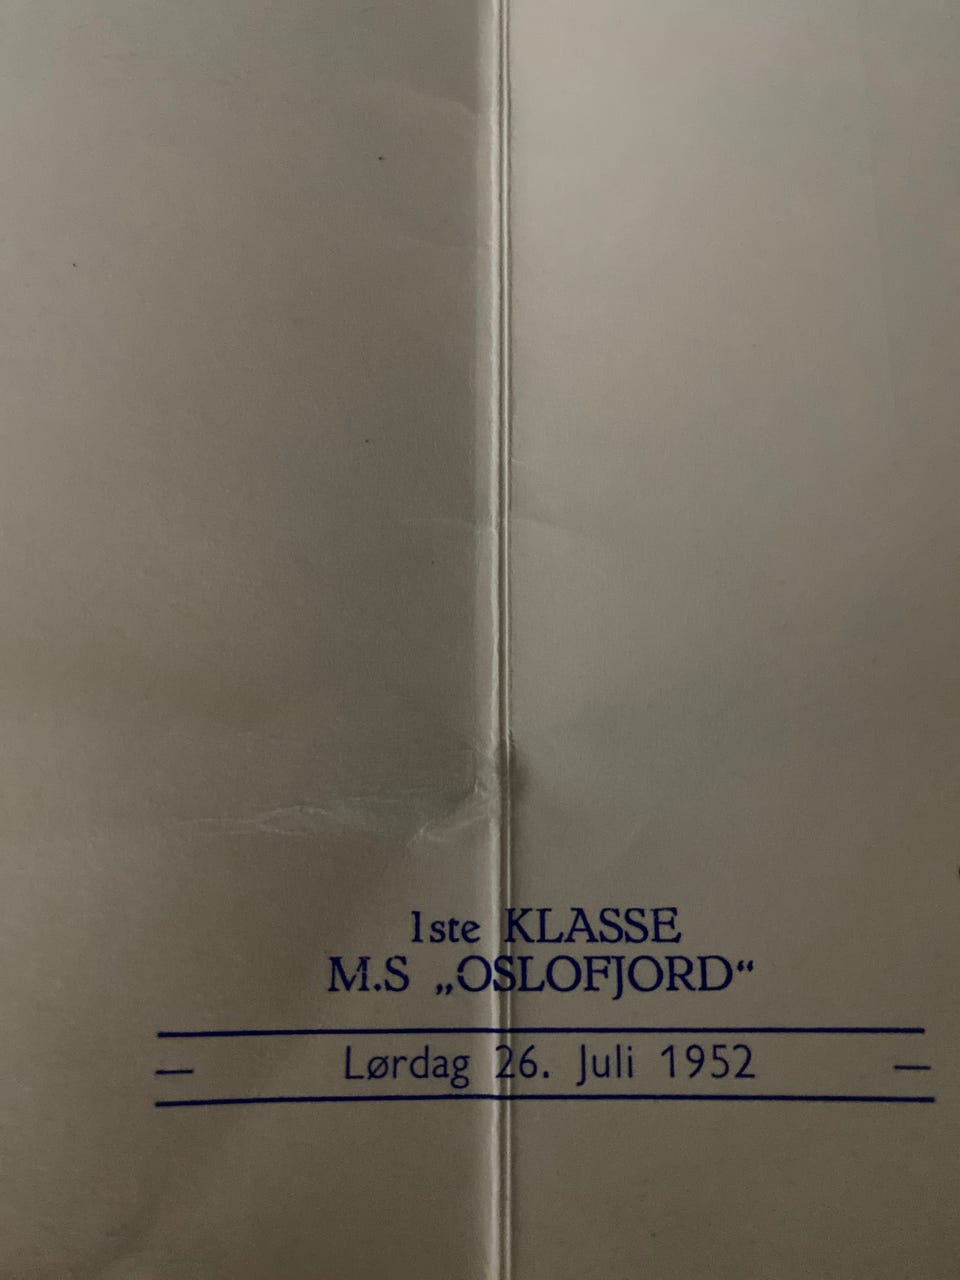 1ste KLASSE
M.S „OSLOFJORD“
— Lørdag 26. Juli 1952 —